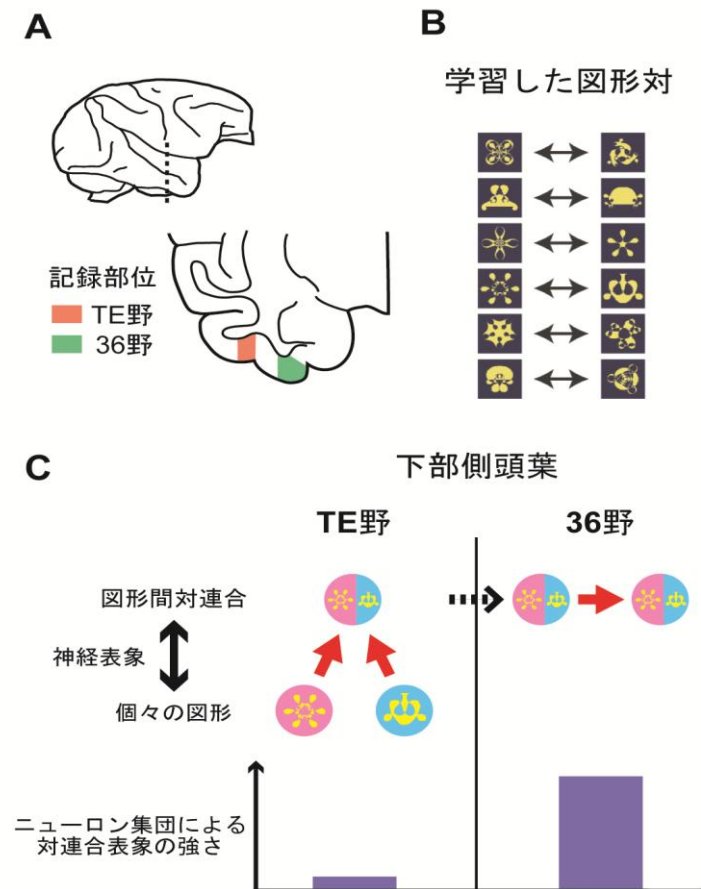 A
記録部位
TE野
36野
B
学習した図形対
C
下部側頭葉
TE野
36野
図形間対連合
神経表象
個々の図形
ニューロン集団による
対連合表象の強さ